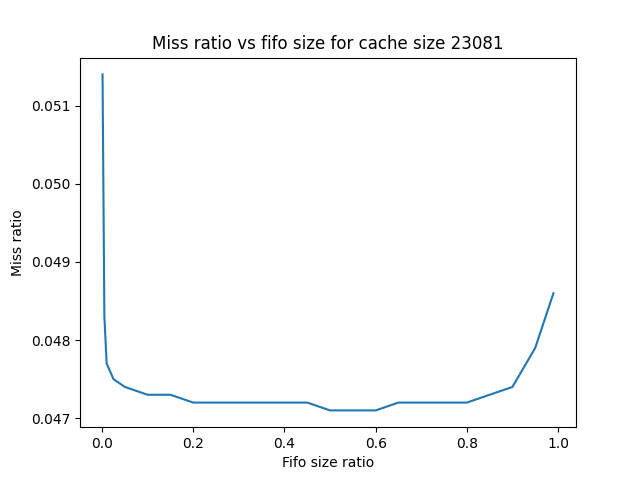 Miss ratio vs fifo size for cache size 23081
0.051
0.050
0.049
0.048
0.047
Miss ratio
0.0 0.2 0.4 0.6 0.8 1.0
Fifo size ratio